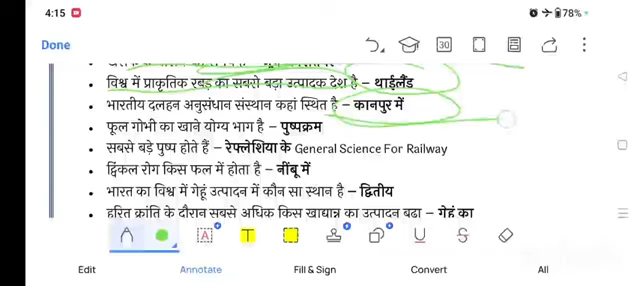 4:15
78%
Done
30
विश्व में प्राकृतिक रबड़ का सबसे बड़ा उत्पादक देश है – थाईलैंड
भारतीय दलहन अनुसंधान संस्थान कहां स्थित है – कानपुर में
फूल गोभी का खाने योग्य भाग है – पुष्पक्रम
सबसे बड़े पुष्प होते हैं – रेफ्लेशिया के General Science For Railway
ट्विंकल रोग किस फल में होता है – नींबू में
भारत का विश्व में गेहूं उत्पादन में कौन सा स्थान है – द्वितीय
हरित क्रांति के दौरान सबसे अधिक किस खाद्यान्न का उत्पादन बढ़ा – गेहं का
A T T U S
Edit Annotate Fill & Sign Convert All